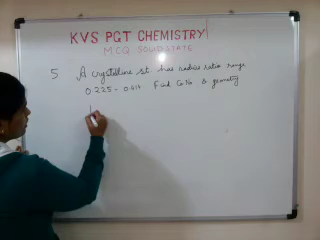 KVS PGT CHEMISTRY
MCQ SOLID STATE
5 A crystalline st has radius ratio range
0.225 - 0.414 Find Co No & geometry